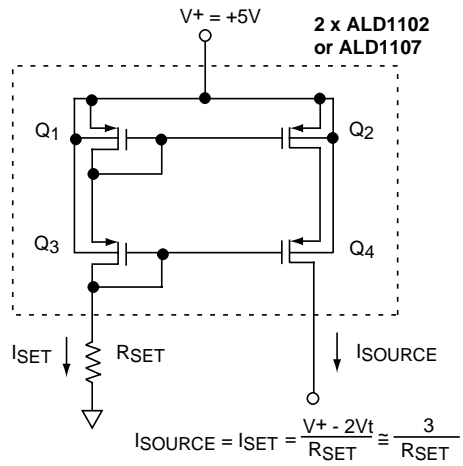 V+ = +5V
2 x ALD1102
or ALD1107
Q1
Q2
Q3
Q4
ISET
RSET
ISOURCE
ISOURCE = ISET = V+ - 2Vt / RSET ≅ 3 / RSET